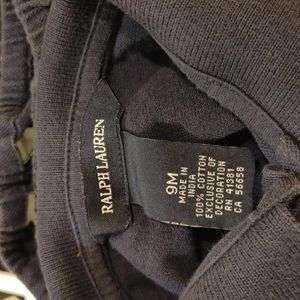 RALPH LAUREN
9M
MADE IN
INDIA
100% COTTON
EXCLUSIVE OF
DECORATION
RN 41381
CA 56658